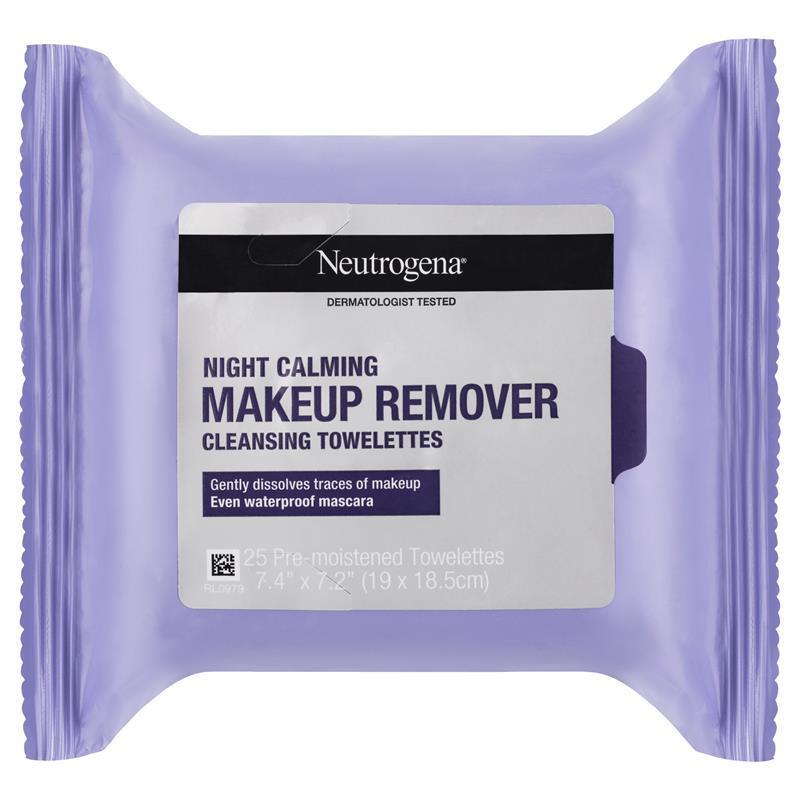 Neutrogena®
DERMATOLOGIST TESTED
NIGHT CALMING
MAKEUP REMOVER
CLEANSING TOWELETTES
Gently dissolves traces of makeup
Even waterproof mascara
25 Pre-moistened Towelettes
7.4” x 7.2” (19 x 18.5cm)
RL0979